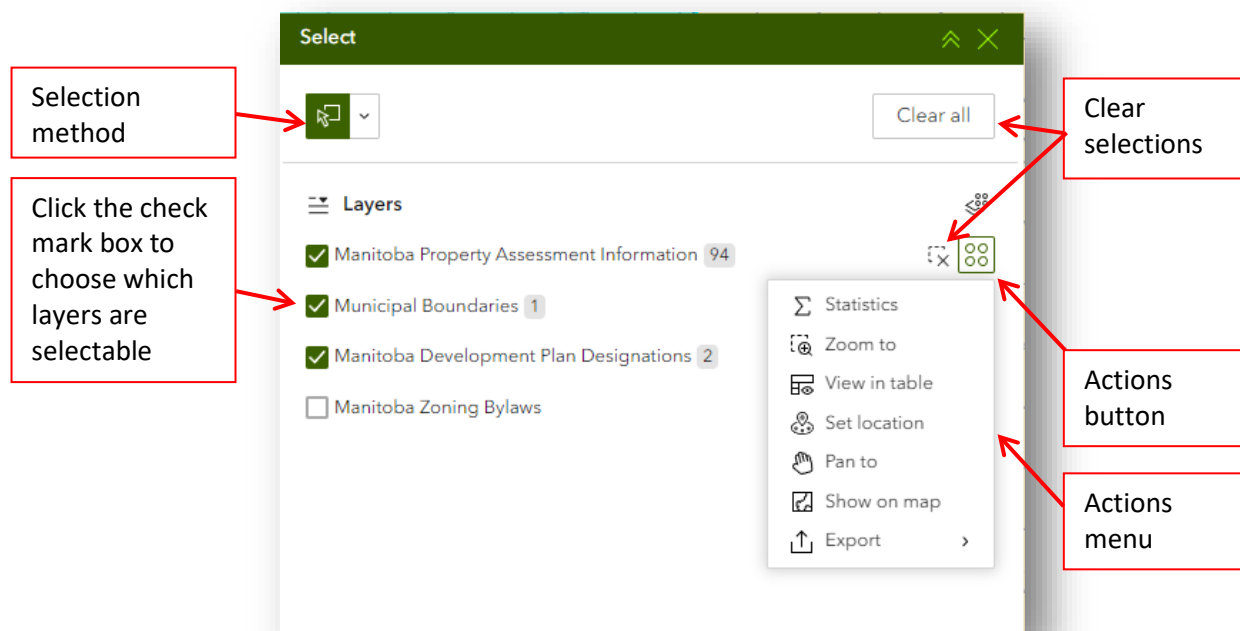 Select
Selection
method
Clear all
Clear
selections
Click the check
mark box to
choose which
layers are
selectable
Layers
Manitoba Property Assessment Information 94
Municipal Boundaries 1
Manitoba Development Plan Designations 2
Manitoba Zoning Bylaws
Statistics
Zoom to
View in table
Set location
Pan to
Show on map
Export
Actions
button
Actions
menu